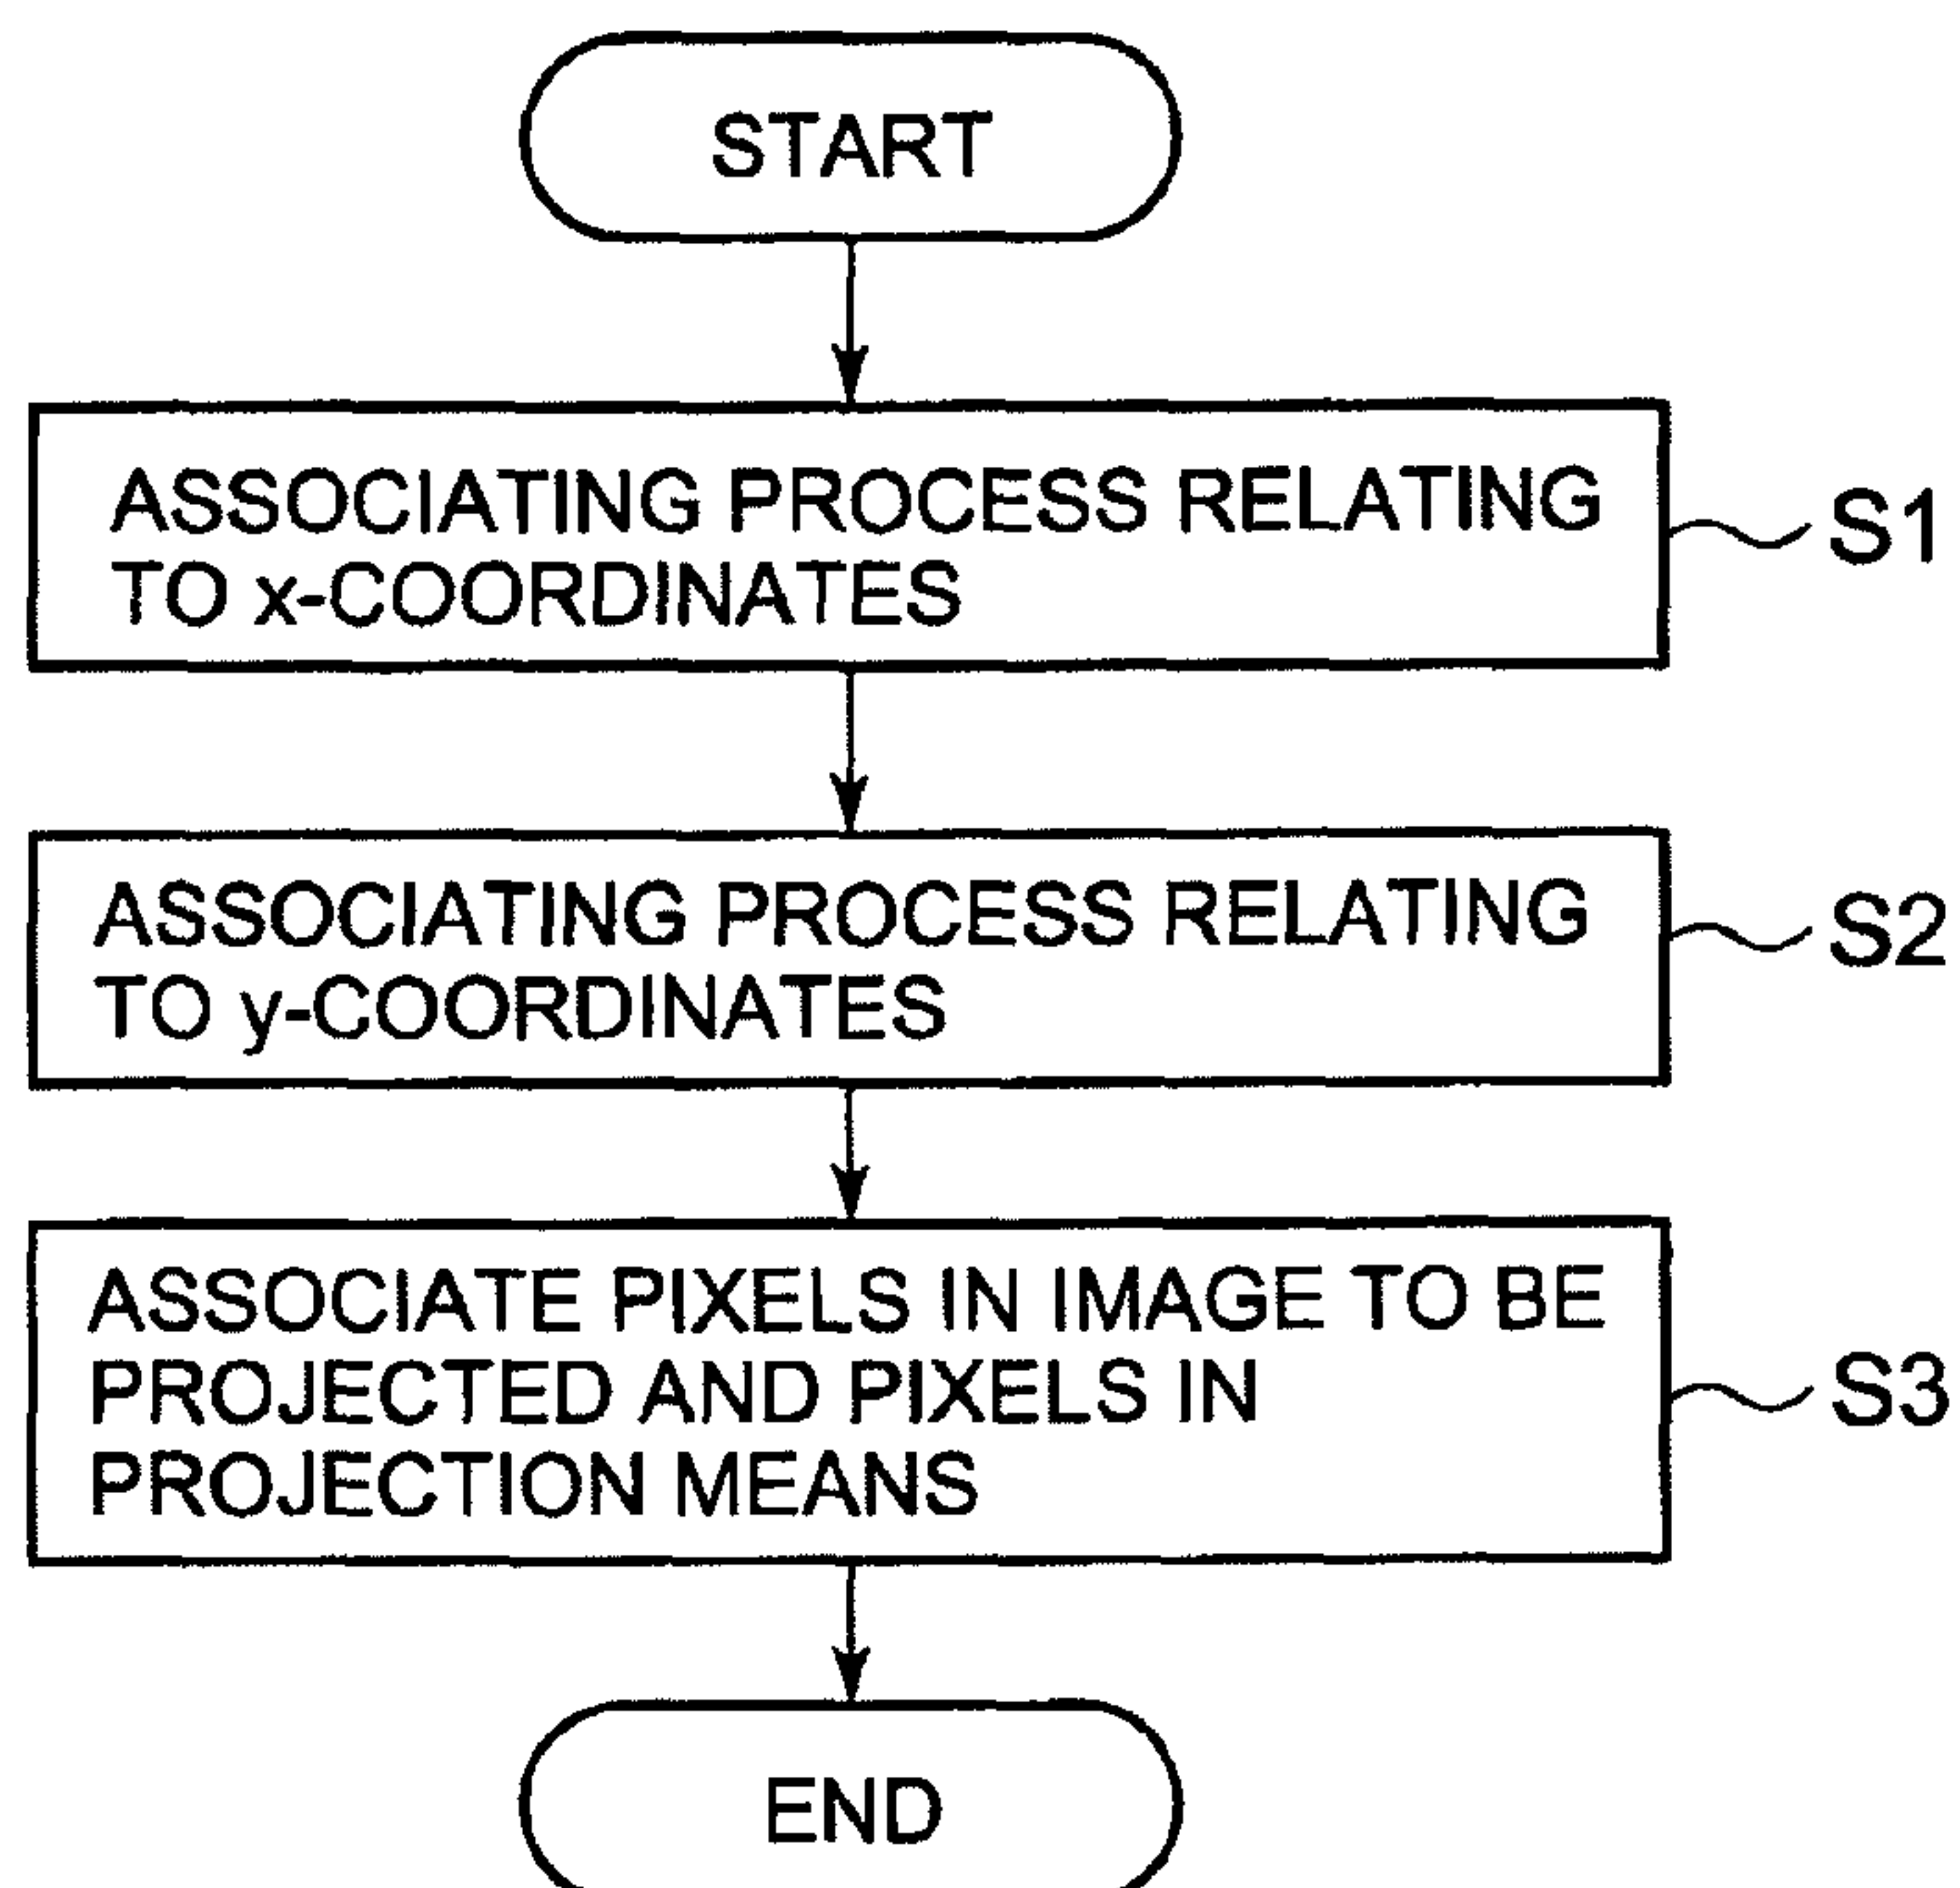 START
ASSOCIATING PROCESS RELATING
TO x-COORDINATES
S1
ASSOCIATING PROCESS RELATING
TO y-COORDINATES
S2
ASSOCIATE PIXELS IN IMAGE TO BE
PROJECTED AND PIXELS IN
PROJECTION MEANS
S3
END